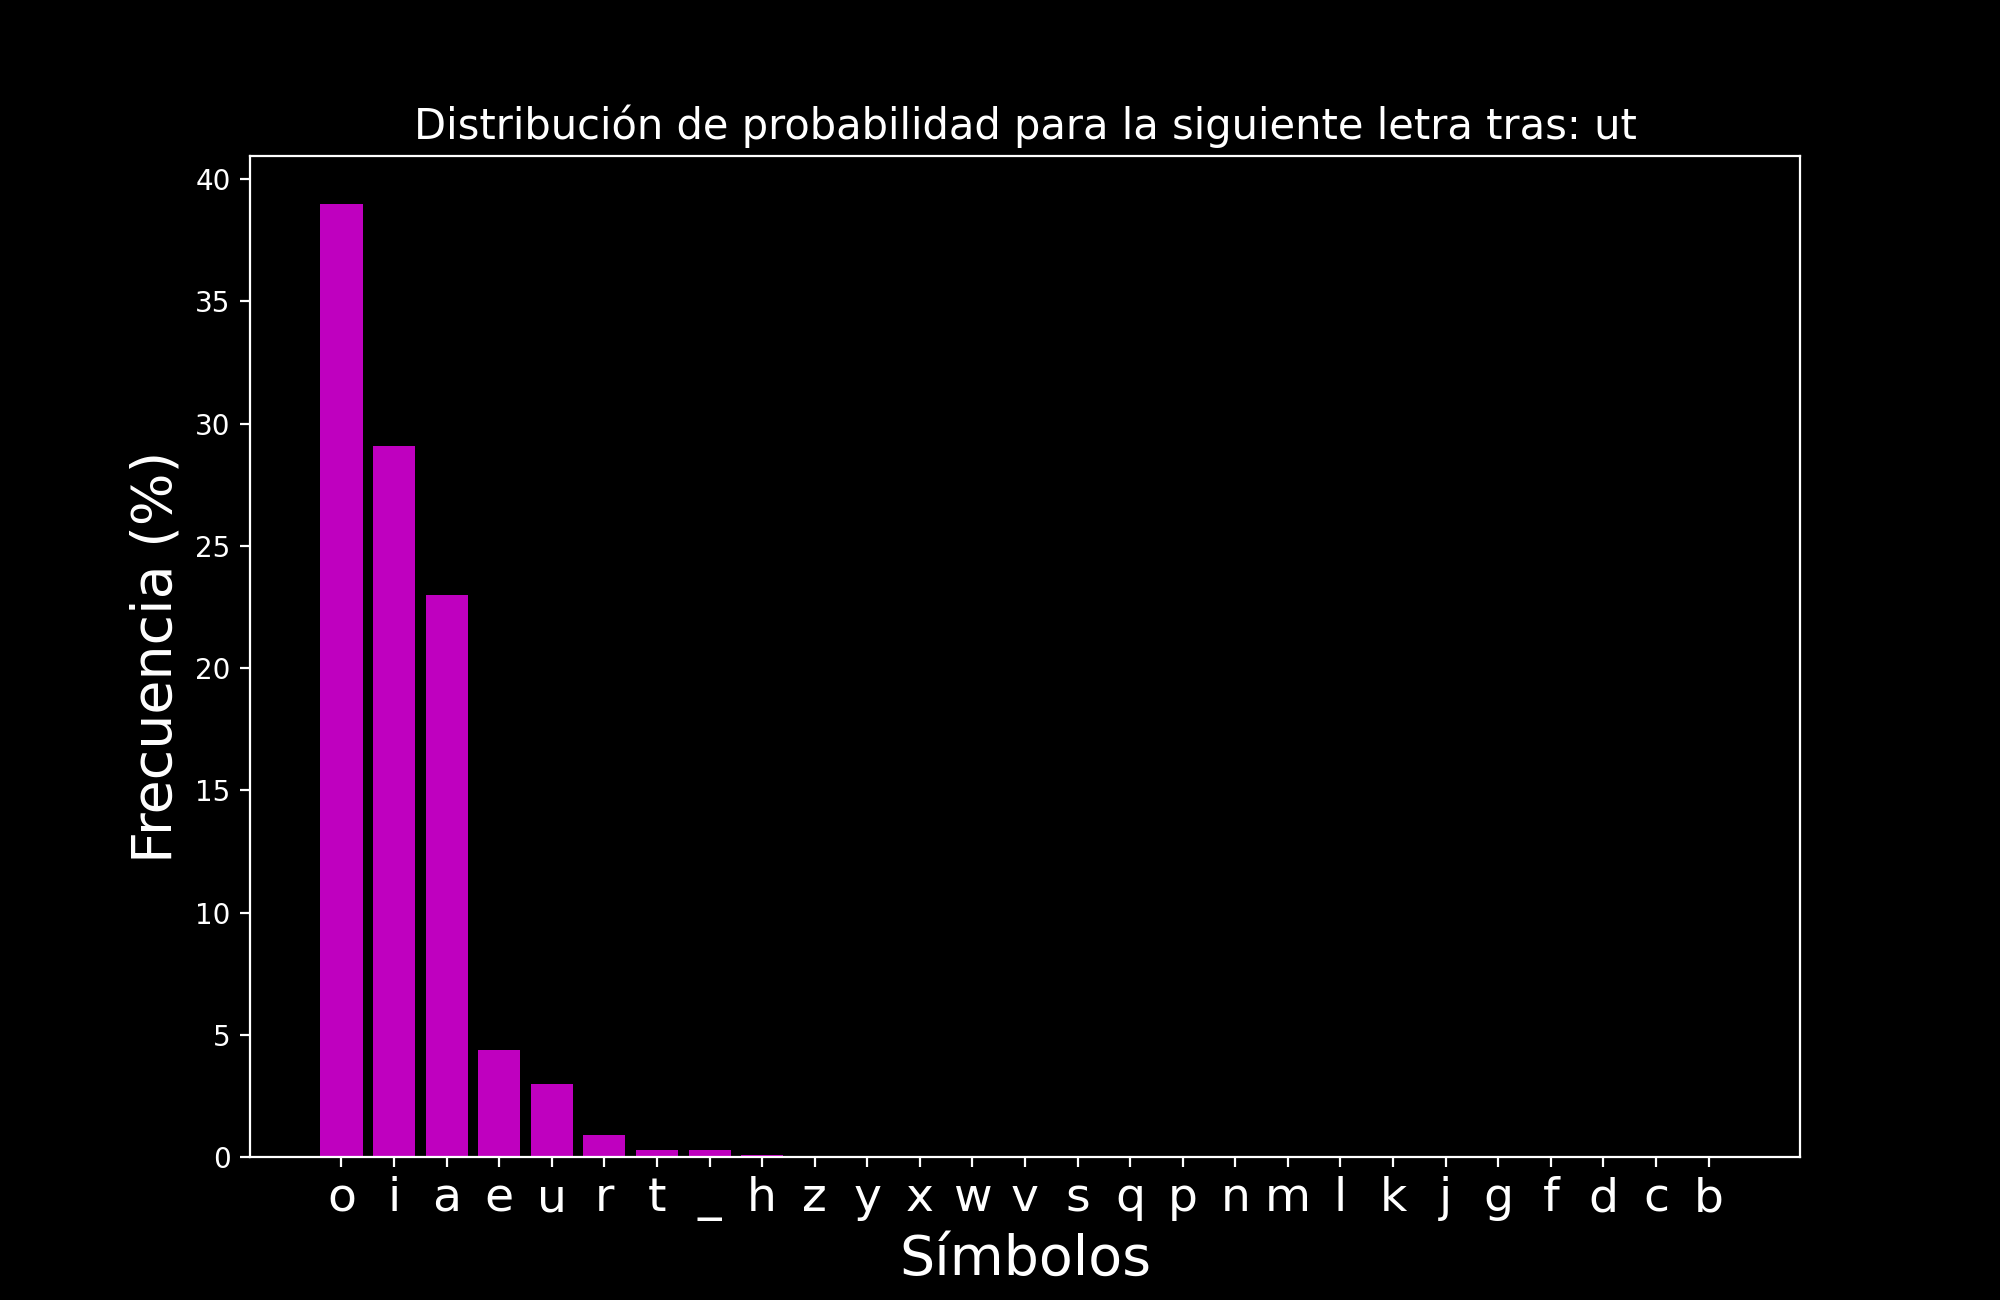 Distribución de probabilidad para la siguiente letra tras: ut
Frecuencia (%)
40
35
30
25
20
15
10
5
0
o i a e u r t _ h z y x w v s q p n m l k j g f d c b
Símbolos